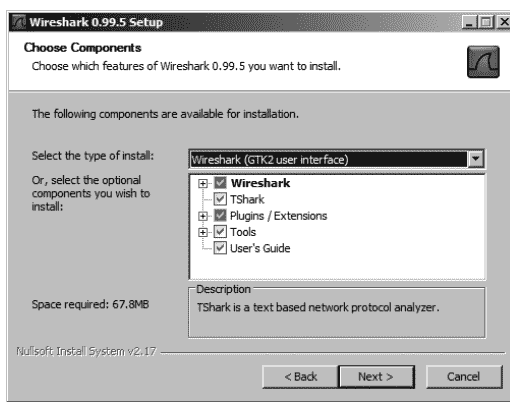 Wireshark 0.99.5 Setup
Choose Components
Choose which features of Wireshark 0.99.5 you want to install.
The following components are available for installation.
Select the type of install:
Wireshark (GTK2 user interface)
Or, select the optional
components you wish to
install:
Wireshark
TShark
Plugins / Extensions
Tools
User's Guide
Space required: 67.8MB
Description
TShark is a text based network protocol analyzer.
Nullsoft Install System v2.17
< Back
Next >
Cancel